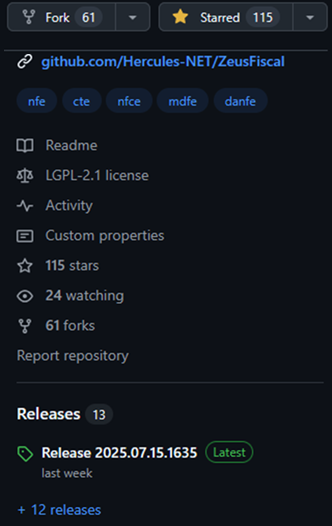 Fork 61 Starred 115
github.com/Hercules-NET/ZeusFiscal
nfe cte nfce mdfe danfe
Readme
LGPL-2.1 license
Activity
Custom properties
115 stars
24 watching
61 forks
Report repository
Releases 13
Release 2025.07.15.1635 Latest
last week
+ 12 releases